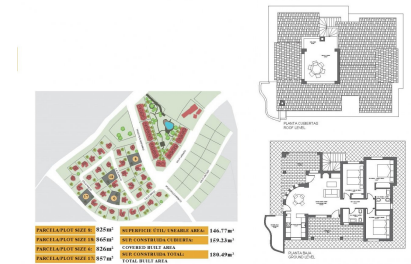 PLANTA CUBIERTAS
ROOF LEVEL
PLANTA BAJA
GROUND LEVEL
PARCELA/PLOT SIZE 9: 825m²
PARCELA/PLOT SIZE 10: 865m²
PARCELA/PLOT SIZE 6: 826m²
PARCELA/PLOT SIZE 17: 857m²
SUPERFICIE ÚTIL/ USEABLE AREA: 146.77m²
SUP. CONSTRUIDA CUBIERTA: 159.23m²
COVERED BUILT AREA
SUP. CONSTRUIDA TOTAL: 180.49m²
TOTAL BUILT AREA